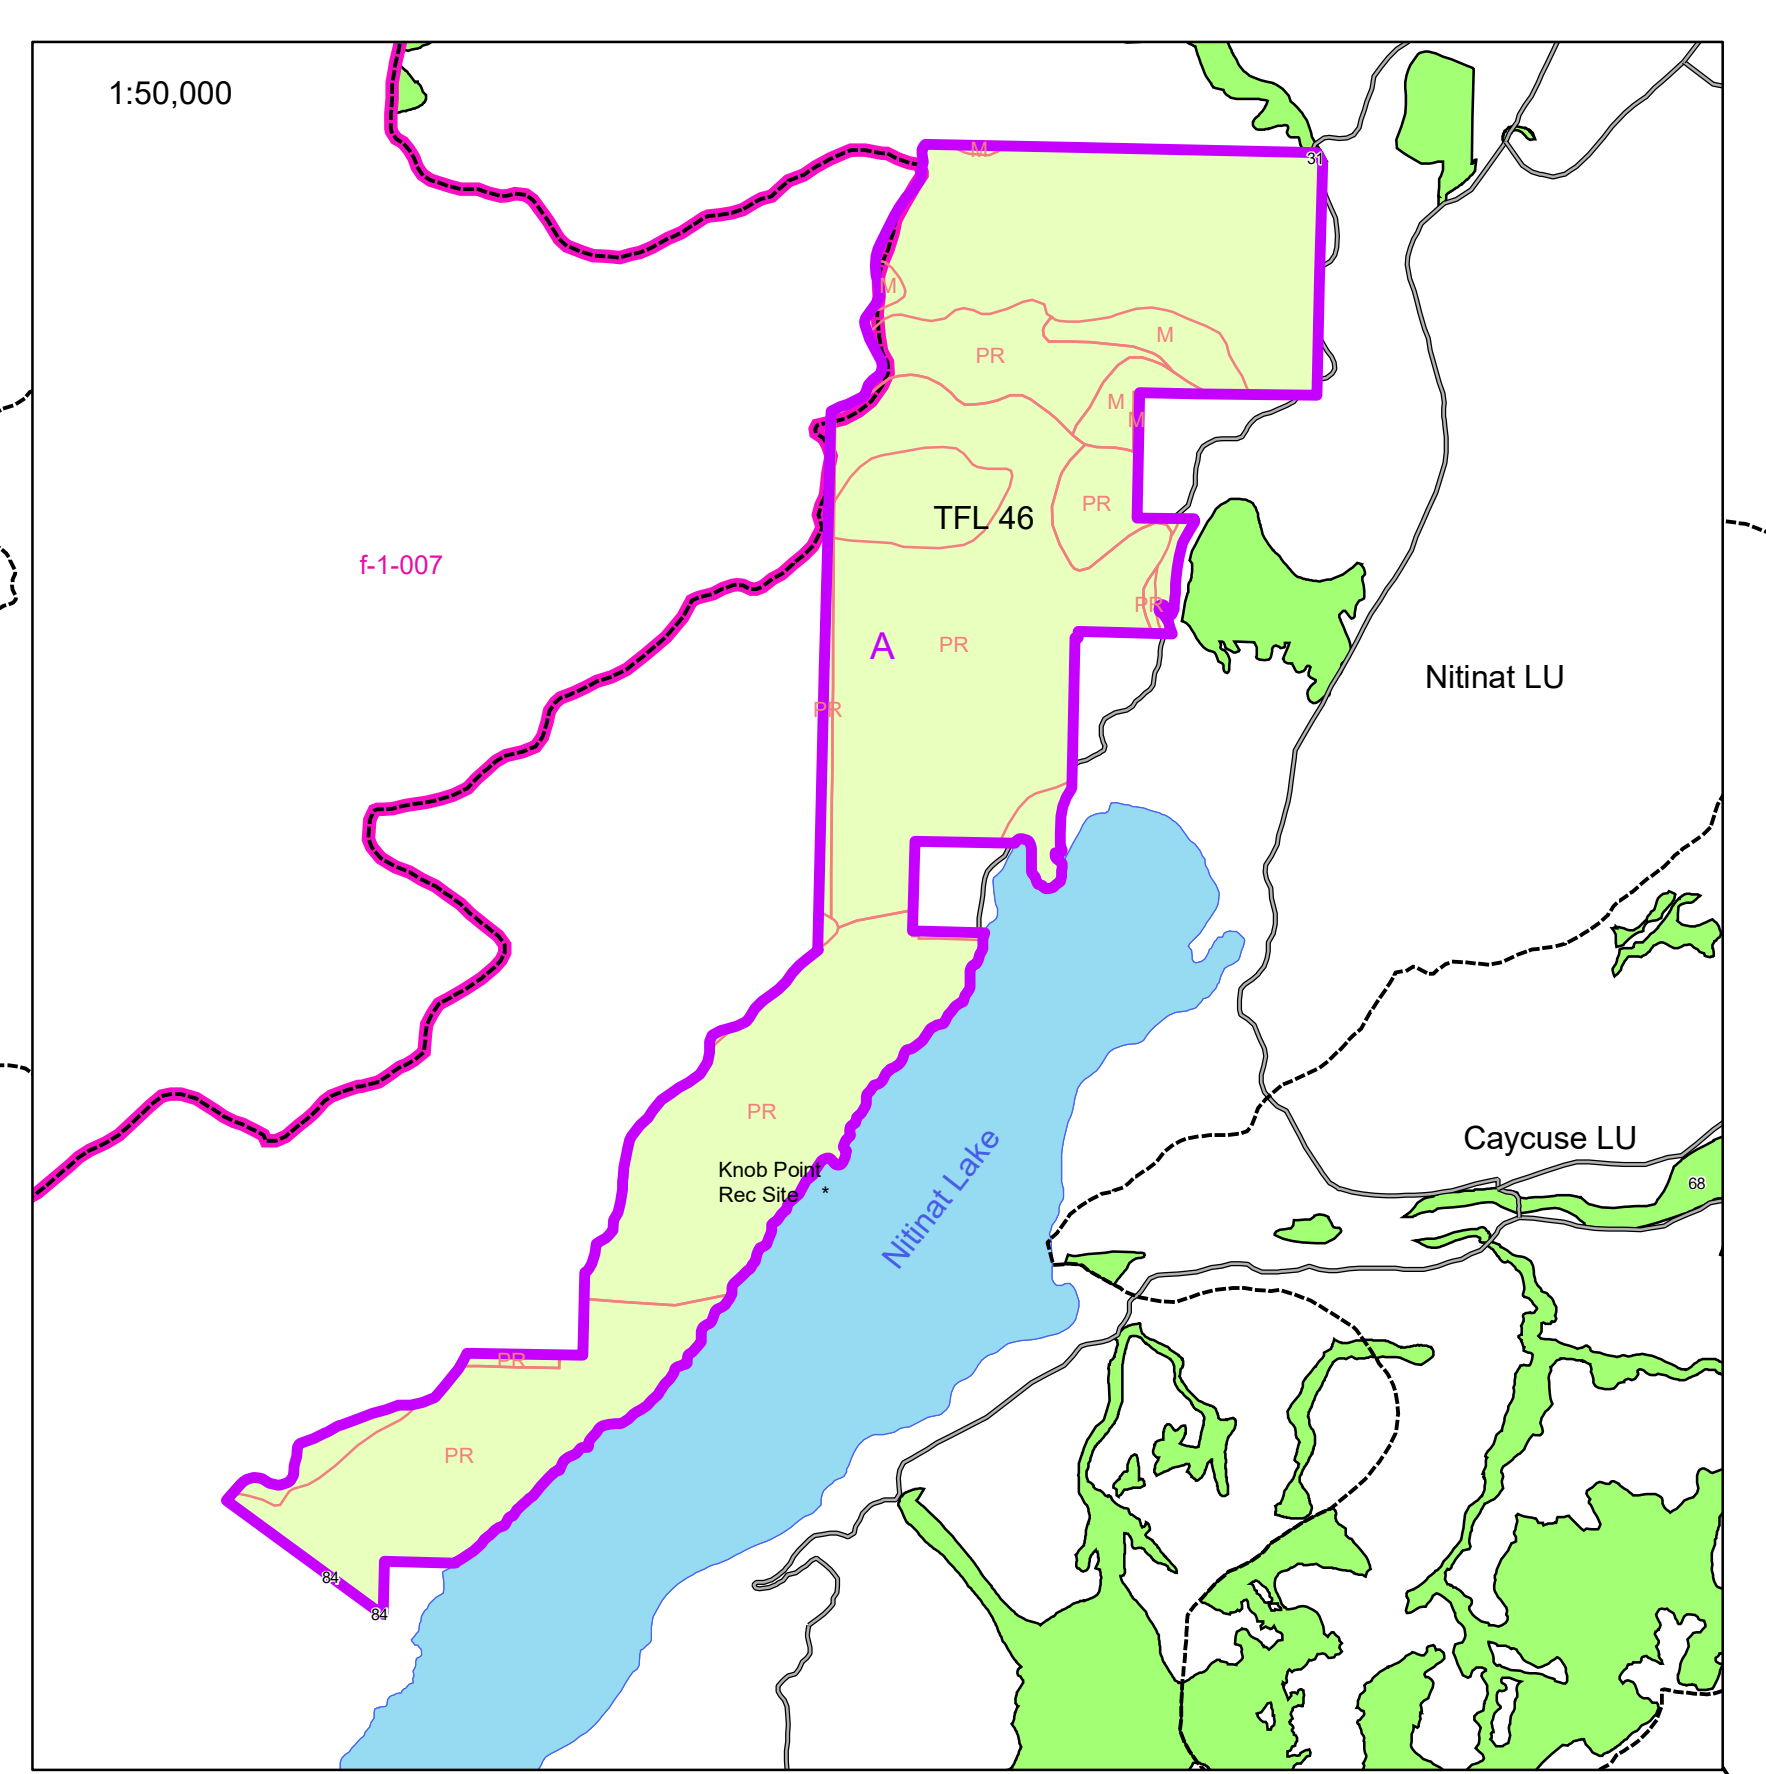 1:50,000
M
31
M
M
PR
M
M
PR
TFL 46
f-1-007
PR
A
PR
Nitinat LU
PR
PR
Knob Point
Rec Site *
Nitinat Lake
Caycuse LU
68
PR
PR
84
84